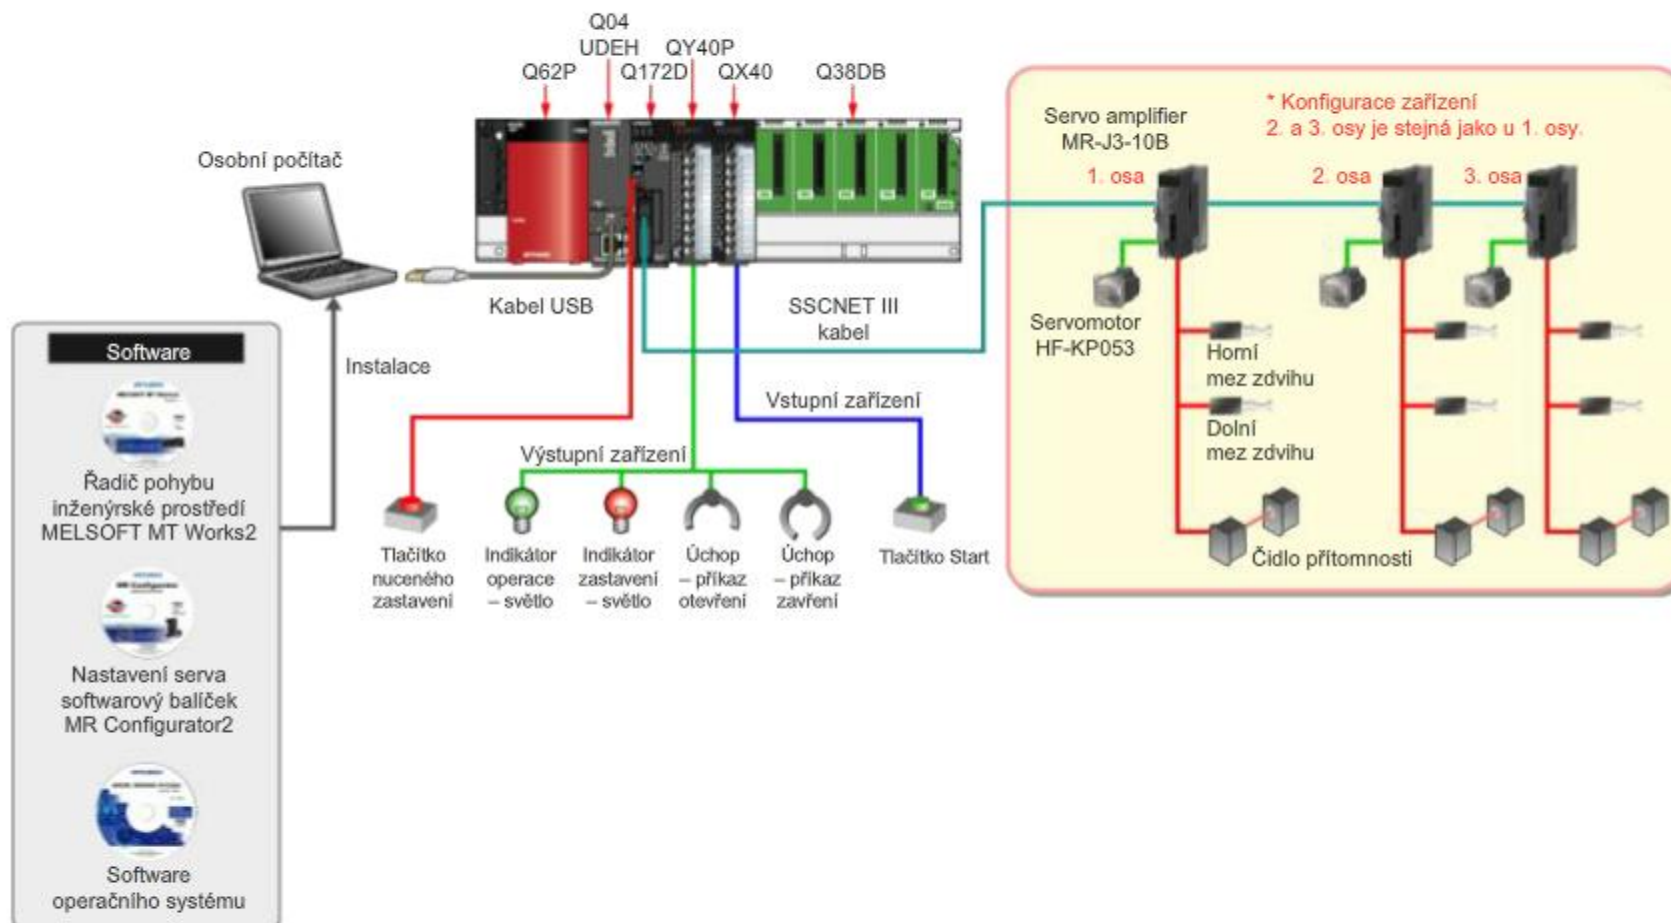 Q04
UDEH
QY40P
Q62P
Q172D
QX40
Q38DB
Osobní počítač
Kabel USB
SSCNET III
kabel
Instalace
Software
Řadič pohybu
inženýrské prostředí
MELSOFT MT Works2
Nastavení serva
softwarový balíček
MR Configurator2
Software
operačního systému
Výstupní zařízení
Vstupní zařízení
Tlačítko
nuceného
zastavení
Indikátor
operace
– světlo
Indikátor
zastavení
– světlo
Úchop
– příkaz
otevření
Úchop
– příkaz
zavření
Tlačítko Start
Servo amplifier
MR-J3-10B
* Konfigurace zařízení
2. a 3. osy je stejná jako u 1. osy.
1. osa
2. osa
3. osa
Servomotor
HF-KP053
Horní
mez zdvihu
Dolní
mez zdvihu
Čidlo přítomnosti